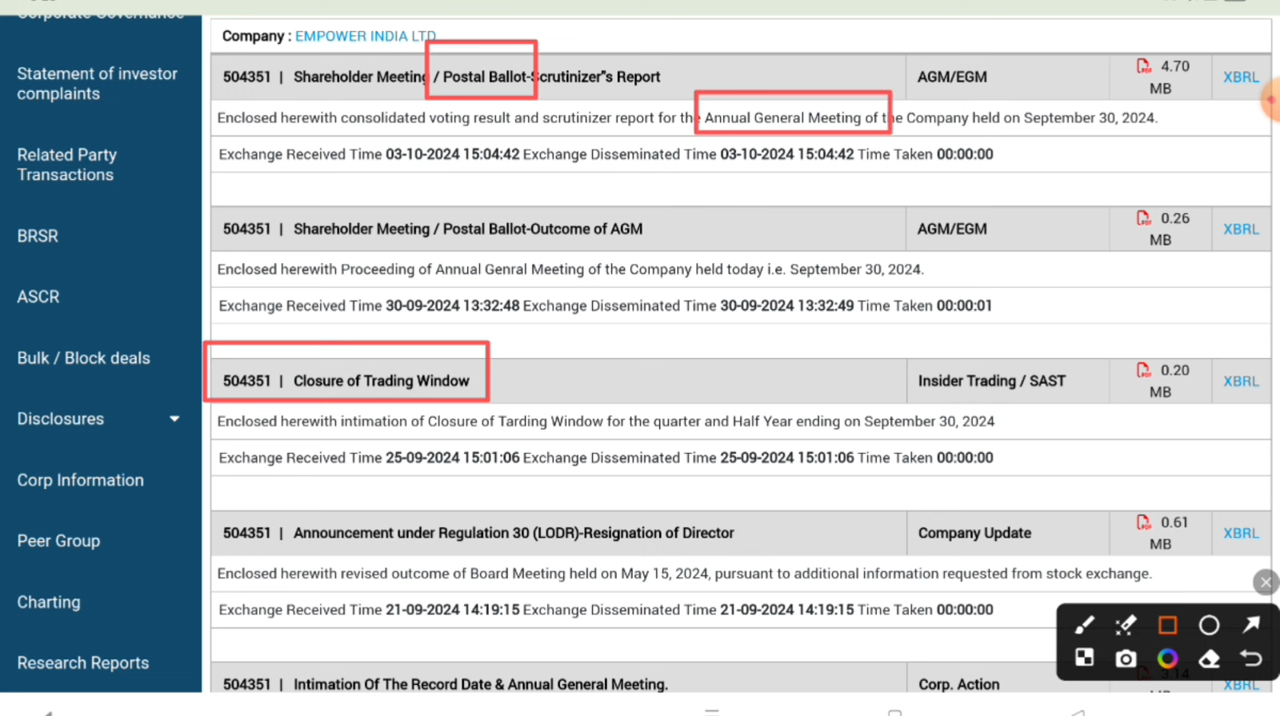 Corporate Governance
Company : EMPOWER INDIA LTD
Statement of investor
complaints
504351 | Shareholder Meeting / Postal Ballot-Scrutinizer"s Report
AGM/EGM
4.70
MB
XBRL
Enclosed herewith consolidated voting result and scrutinizer report for the Annual General Meeting of the Company held on September 30, 2024.
Related Party
Transactions
Exchange Received Time 03-10-2024 15:04:42 Exchange Disseminated Time 03-10-2024 15:04:42 Time Taken 00:00:00
BRSR
504351 | Shareholder Meeting / Postal Ballot-Outcome of AGM
AGM/EGM
0.26
MB
XBRL
Enclosed herewith Proceeding of Annual Genral Meeting of the Company held today i.e. September 30, 2024.
ASCR
Exchange Received Time 30-09-2024 13:32:48 Exchange Disseminated Time 30-09-2024 13:32:49 Time Taken 00:00:01
Bulk / Block deals
504351 | Closure of Trading Window
Insider Trading / SAST
0.20
MB
XBRL
Disclosures
Enclosed herewith intimation of Closure of Tarding Window for the quarter and Half Year ending on September 30, 2024
Exchange Received Time 25-09-2024 15:01:06 Exchange Disseminated Time 25-09-2024 15:01:06 Time Taken 00:00:00
Corp Information
Peer Group
504351 | Announcement under Regulation 30 (LODR)-Resignation of Director
Company Update
0.61
MB
XBRL
Enclosed herewith revised outcome of Board Meeting held on May 15, 2024, pursuant to additional information requested from stock exchange.
Charting
Exchange Received Time 21-09-2024 14:19:15 Exchange Disseminated Time 21-09-2024 14:19:15 Time Taken 00:00:00
Research Reports
504351 | Intimation Of The Record Date & Annual General Meeting.
Corp. Action
3.14
XBRL